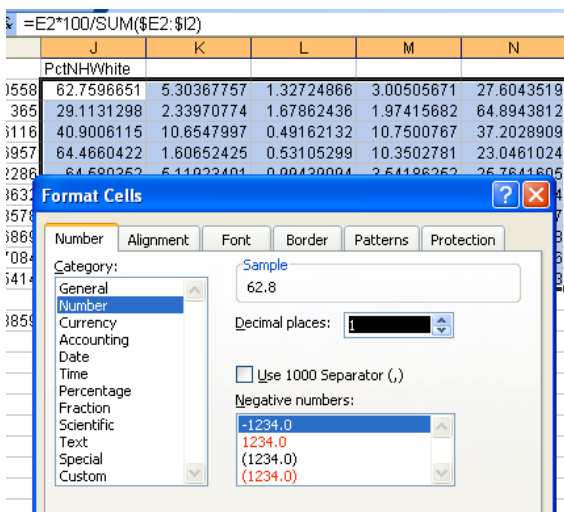 =E2*100/SUM($E2:$I2)
J K L M N
PctNHWhite
62.7596651 5.30367757 1.32724866 3.00505671 27.6043519
365 29.1131298 2.33970774 1.67862436 1.97415682 64.8943812
40.9006115 10.6547997 0.49162132 10.7500767 37.2028909
64.4660422 1.60652425 0.53105299 10.3502781 23.0461024
Format Cells
Number Alignment Font Border Patterns Protection
Category:
General
Number
Currency
Accounting
Date
Time
Percentage
Fraction
Scientific
Text
Special
Custom
Sample
62.8
Decimal places: 1
Use 1000 Separator (,)
Negative numbers:
-1234.0
1234.0
(1234.0)
(1234.0)